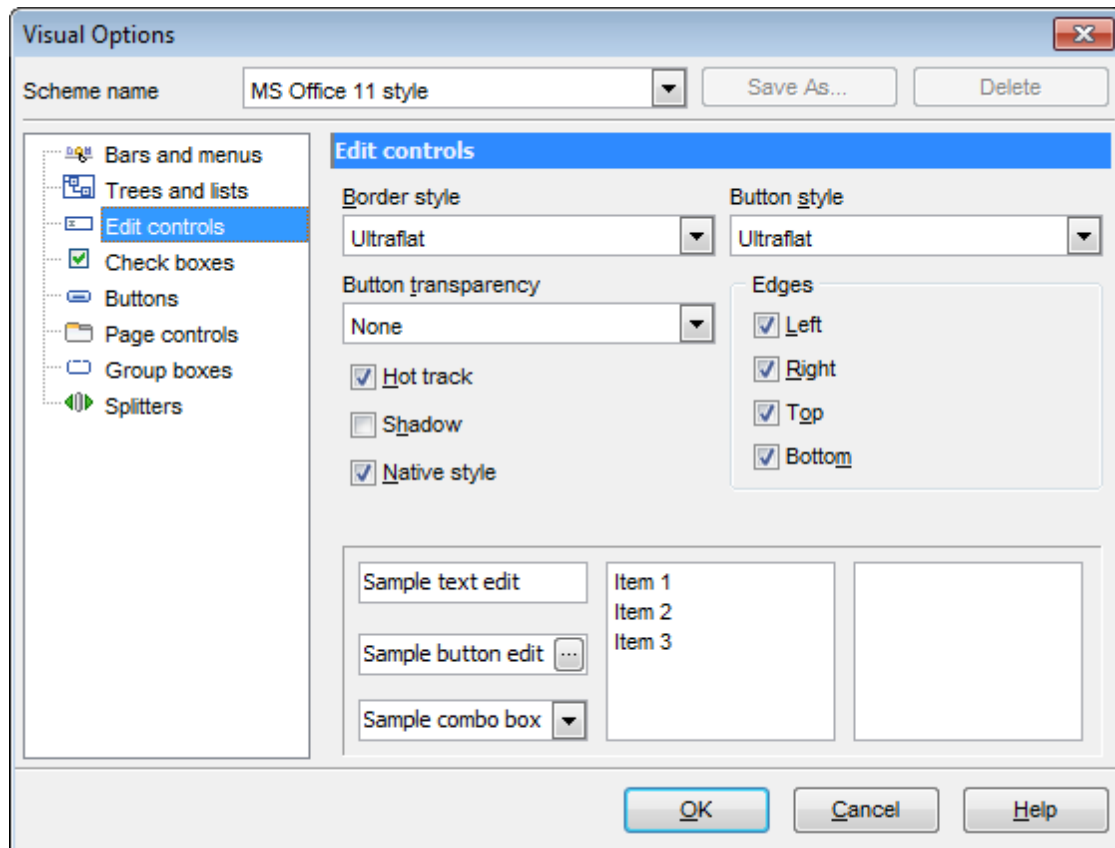 Visual Options
Scheme name MS Office 11 style Save As... Delete
Bars and menus
Trees and lists
Edit controls
Check boxes
Buttons
Page controls
Group boxes
Splitters
Edit controls
Border style Button style
Ultraflat Ultraflat
Button transparency
None
Hot track
Shadow
Native style
Edges
Left
Right
Top
Bottom
Sample text edit
Sample button edit ...
Sample combo box
Item 1
Item 2
Item 3
OK Cancel Help